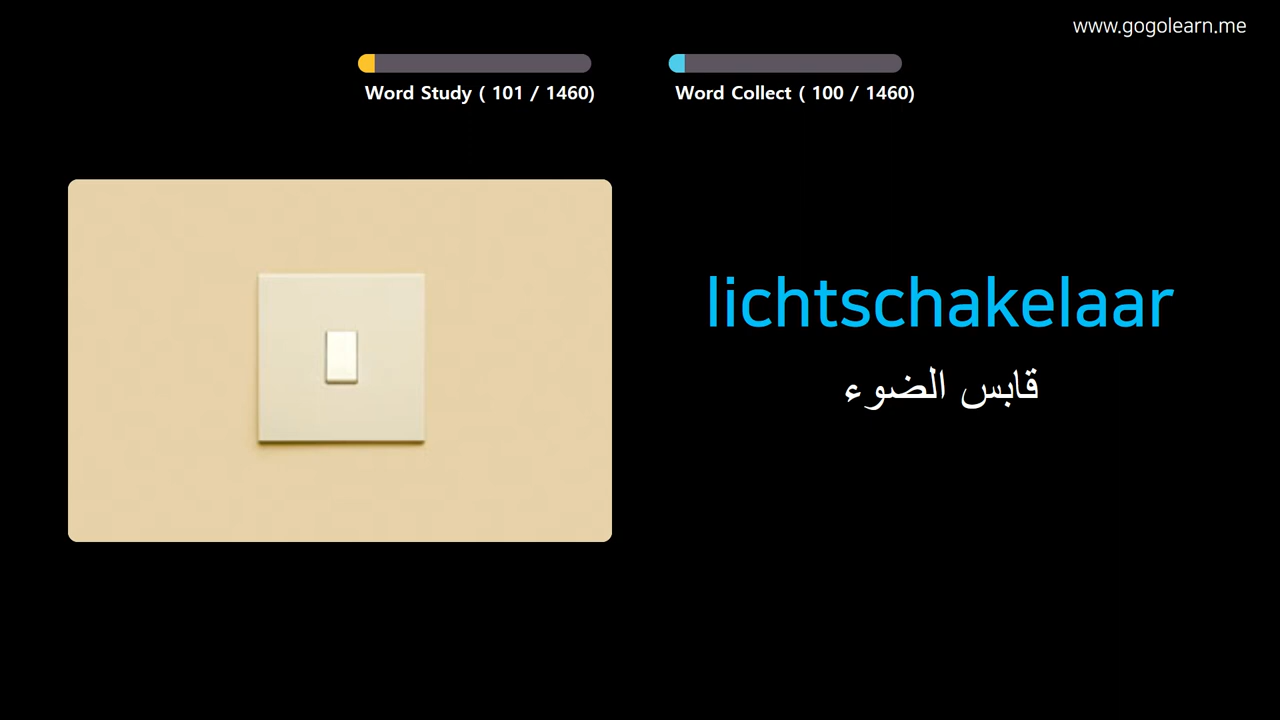 www.gogolearn.me
Word Study ( 101 / 1460)
Word Collect ( 100 / 1460)
lichtschakelaar
قابس الضوء